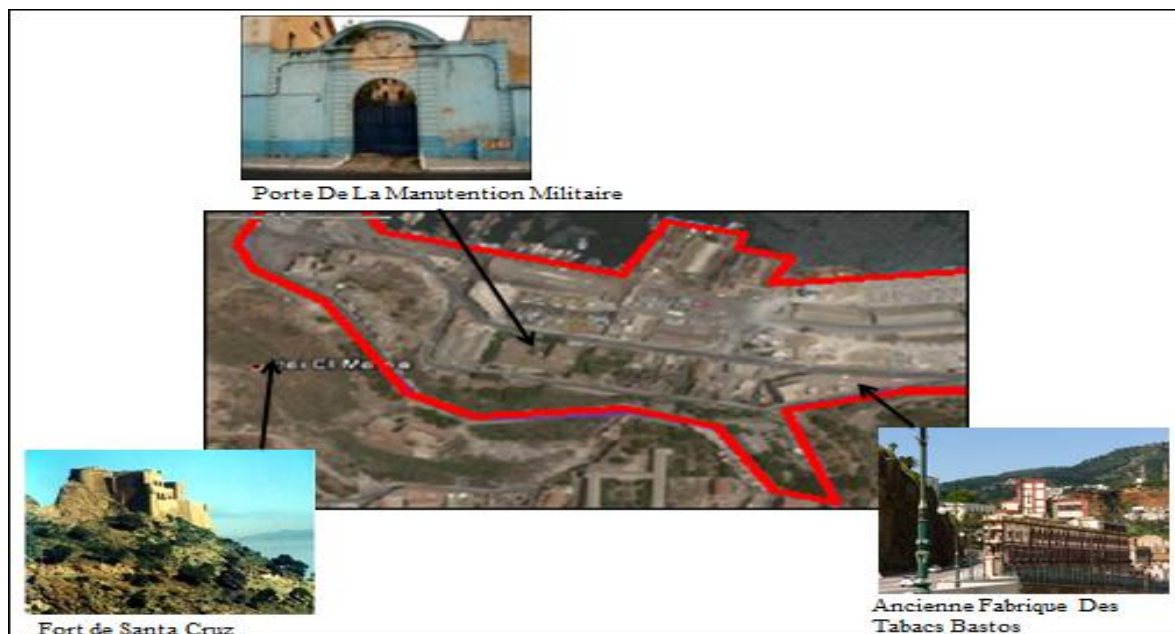 Porte De La Manutention Militaire
Fort de Santa Cruz
Ancienne Fabrique Des
Tabacs Bastos